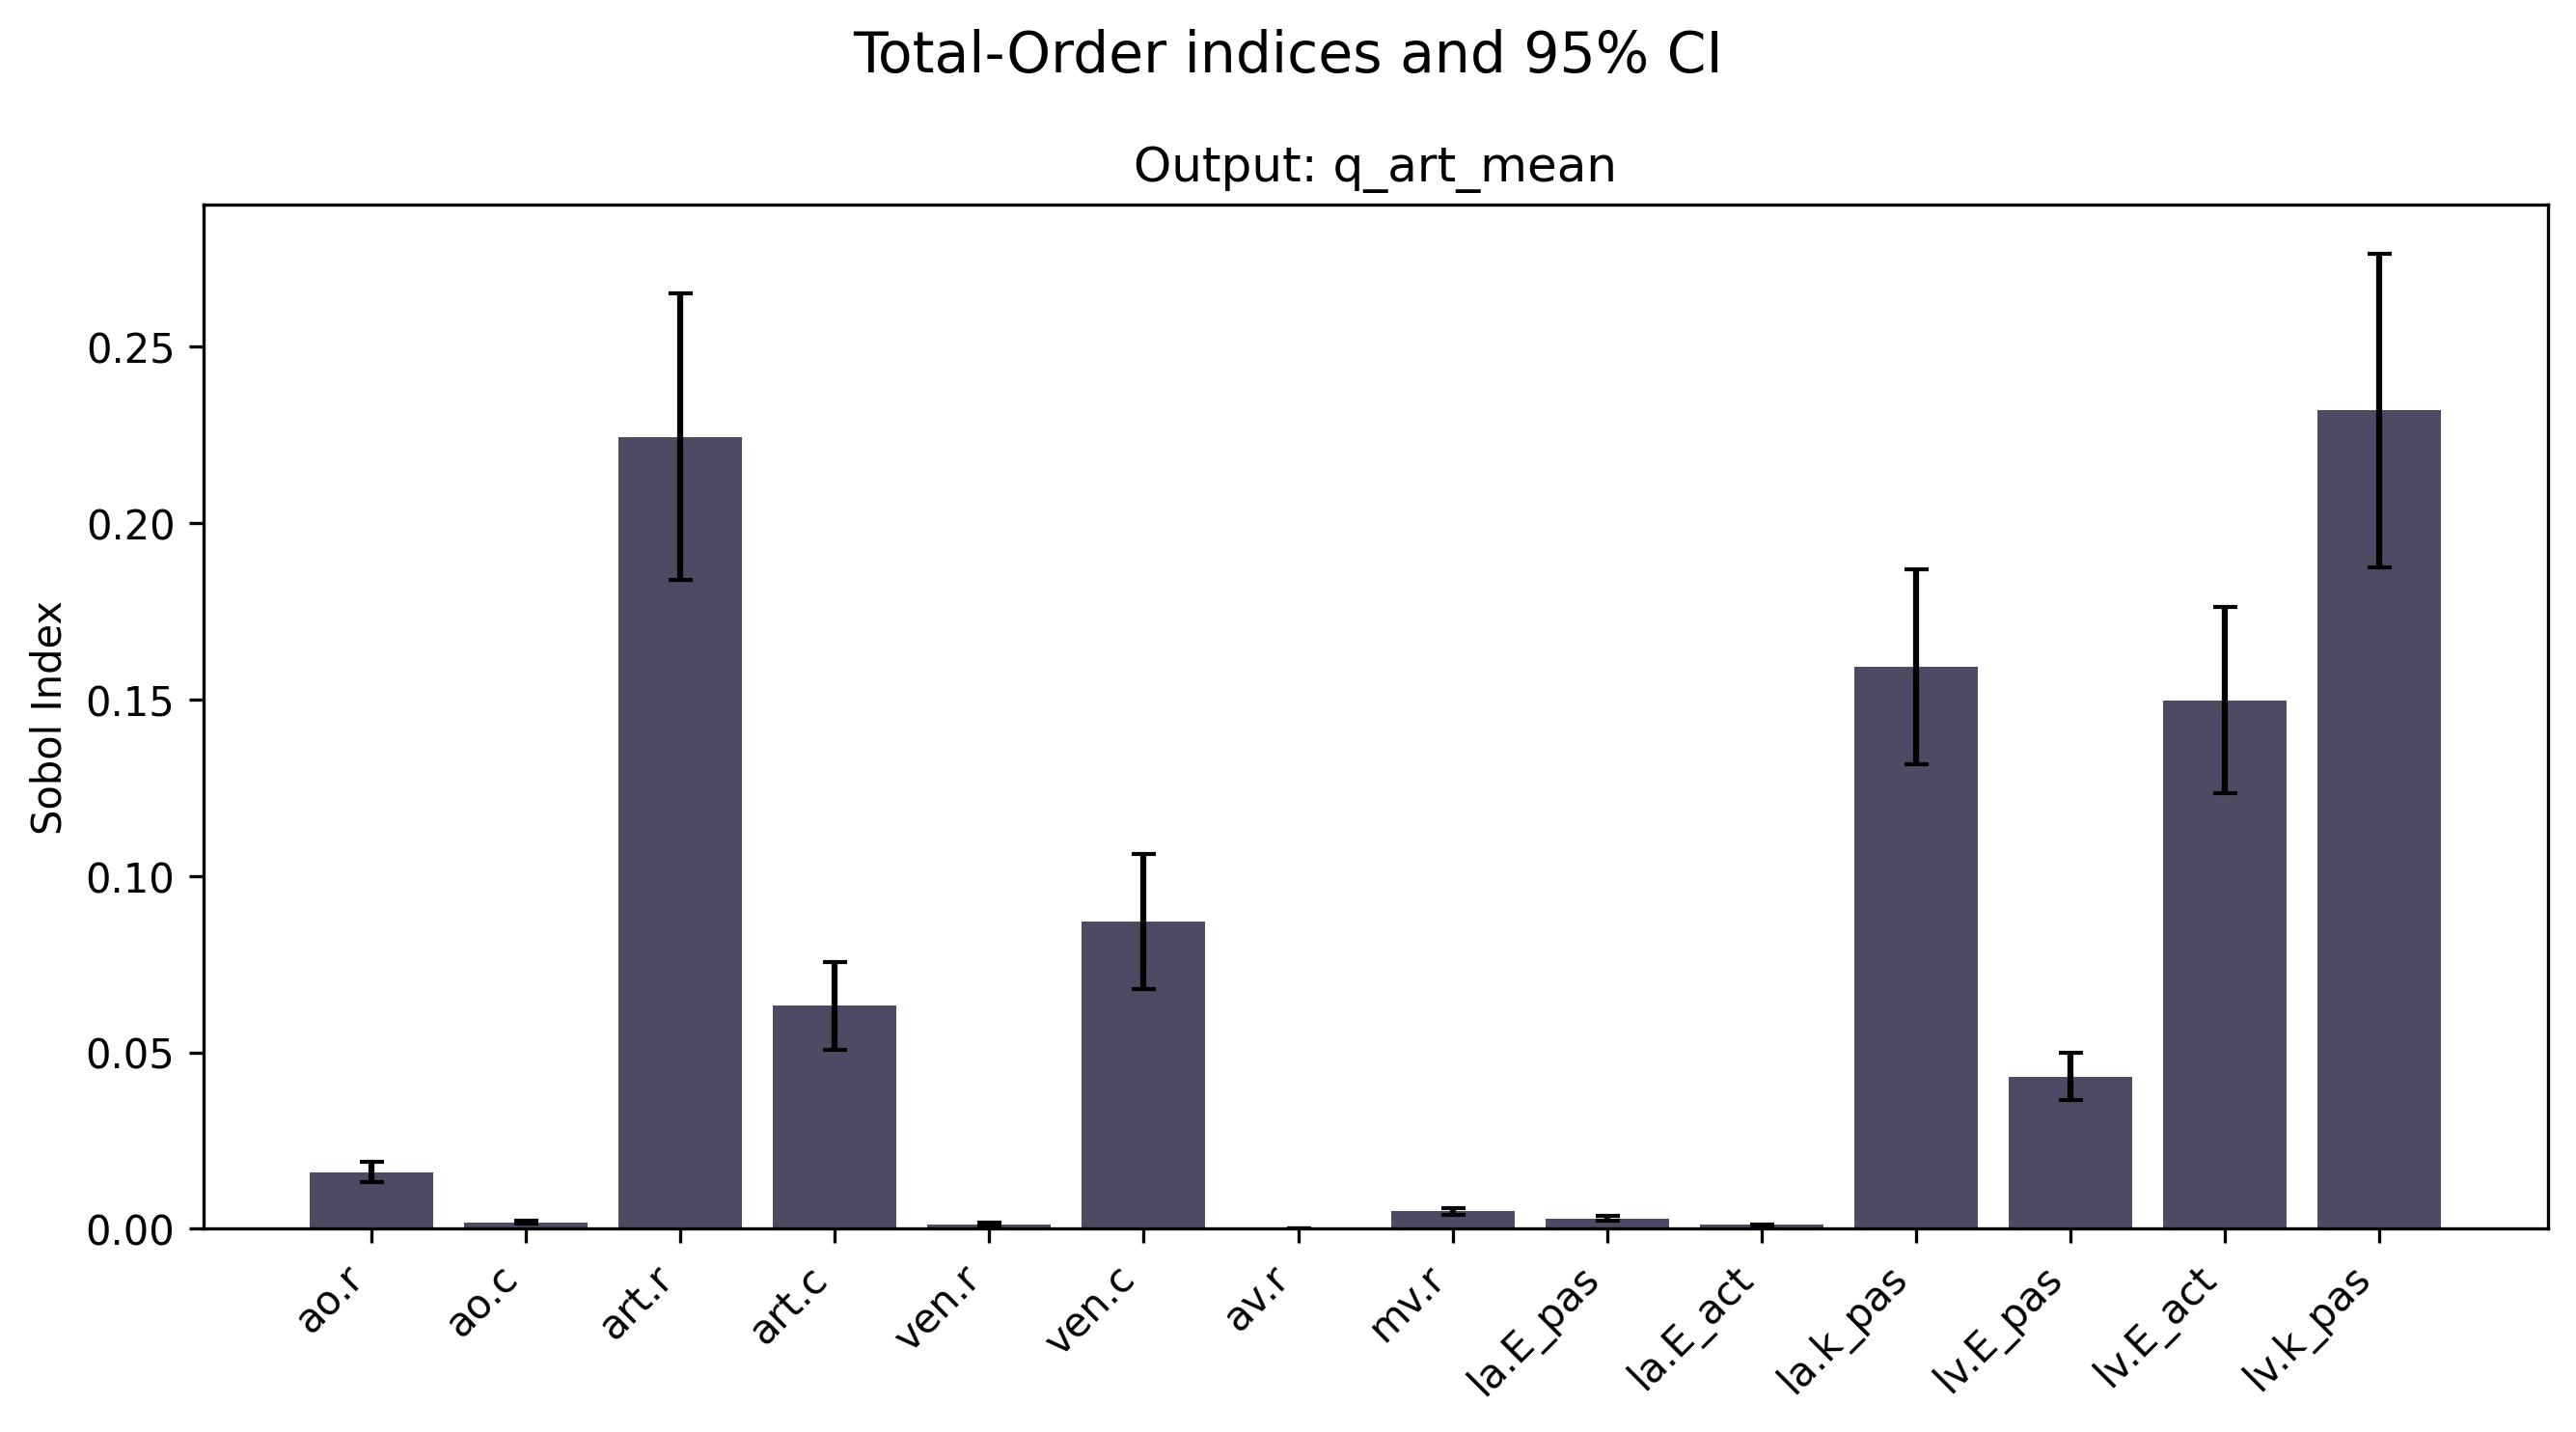 Total-Order indices and 95% CI
Output: q_art_mean
Sobol Index
0.25
0.20
0.15
0.10
0.05
0.00
ao.r
ao.c
art.r
art.c
ven.r
ven.c
av.r
mv.r
la.E_pas
la.E_act
la.k_pas
lv.E_pas
lv.E_act
lv.k_pas